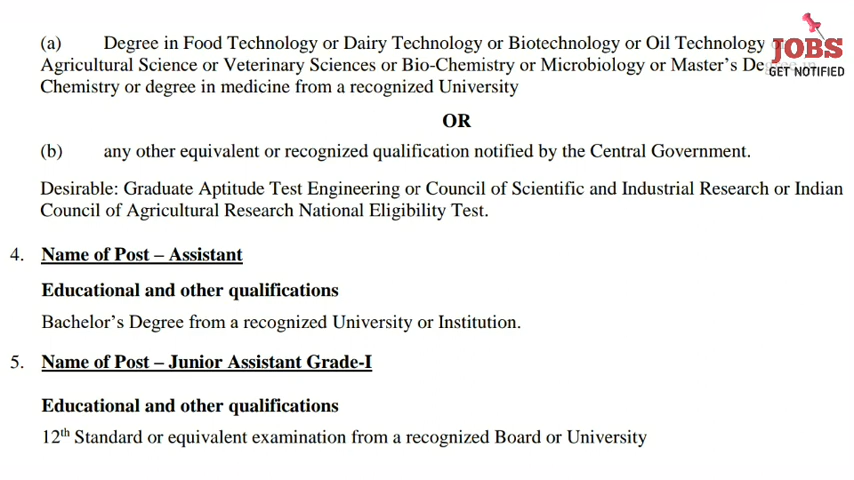 (a) Degree in Food Technology or Dairy Technology or Biotechnology or Oil Technology
Agricultural Science or Veterinary Sciences or Bio-Chemistry or Microbiology or Master's De
Chemistry or degree in medicine from a recognized University
JOBS
GET NOTIFIED
OR
(b) any other equivalent or recognized qualification notified by the Central Government.
Desirable: Graduate Aptitude Test Engineering or Council of Scientific and Industrial Research or Indian
Council of Agricultural Research National Eligibility Test.
4. Name of Post – Assistant
Educational and other qualifications
Bachelor's Degree from a recognized University or Institution.
5. Name of Post – Junior Assistant Grade-I
Educational and other qualifications
12th Standard or equivalent examination from a recognized Board or University